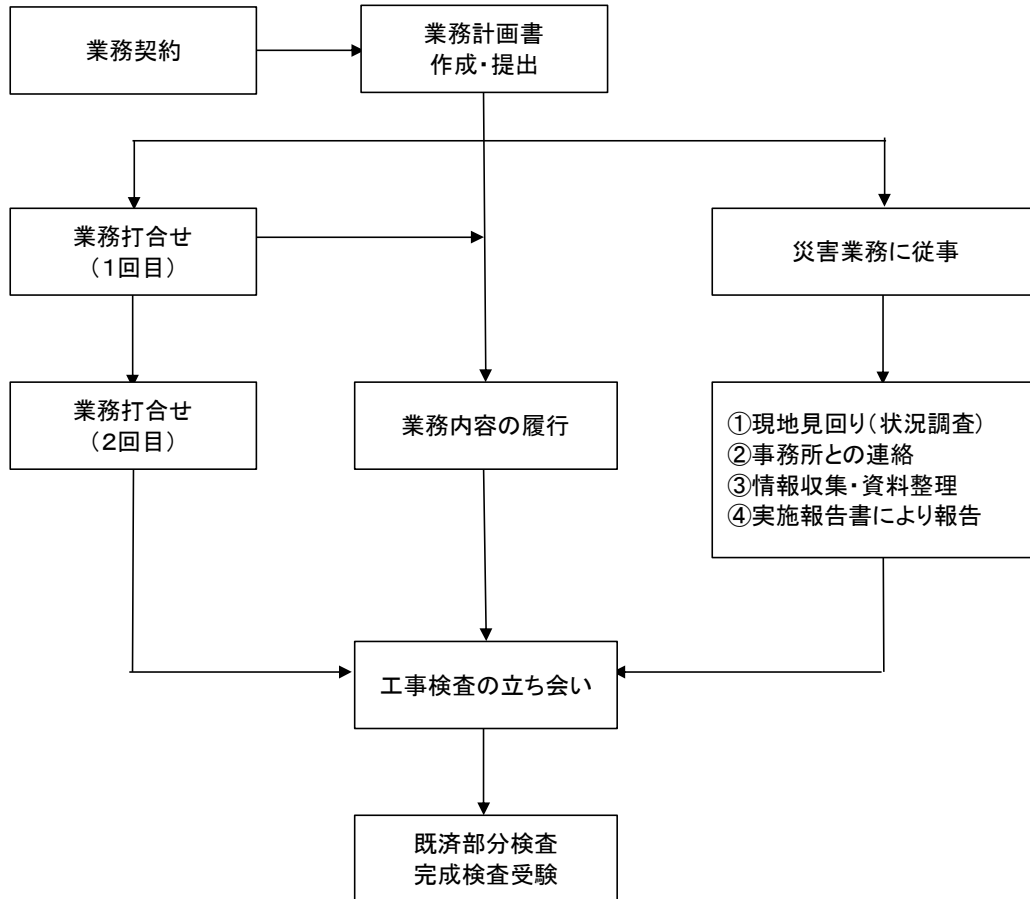 業務契約
業務計画書
作成・提出
業務打合せ
（１回目）
災害業務に従事
業務打合せ
（２回目）
業務内容の履行
①現地見回り（状況調査）
②事務所との連絡
③情報収集・資料整理
④実施報告書により報告
工事検査の立ち会い
既済部分検査
完成検査受験